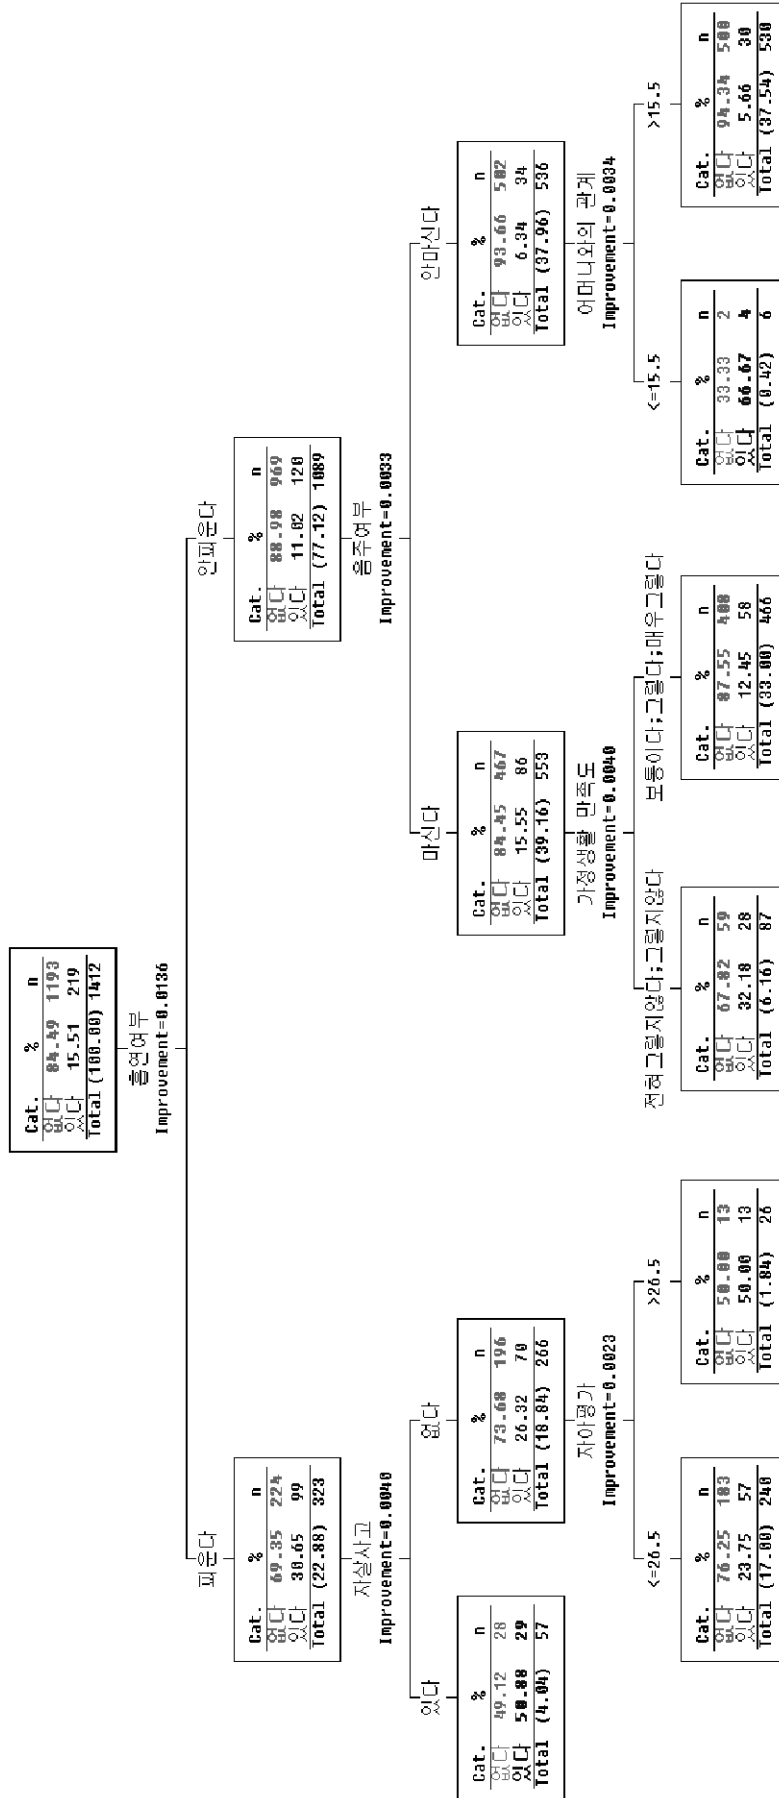 Cat. % n
없다 84.49 1193
있다 15.51 219
Total (100.00) 1412
흡연여부
Improvement=0.0136
피운다
안피운다
Cat. % n
없다 69.35 224
있다 30.65 99
Total (22.88) 323
자살사고
Improvement=0.0040
Cat. % n
없다 88.98 969
있다 11.02 120
Total (77.12) 1089
음주여부
Improvement=0.0033
있다
없다
마신다
안마신다
Cat. % n
없다 49.12 28
있다 50.88 29
Total (4.04) 57
Cat. % n
없다 73.68 196
있다 26.32 70
Total (18.84) 266
자아평가
Improvement=0.0023
Cat. % n
없다 84.45 467
있다 15.55 86
Total (39.16) 553
가정생활 만족도
Improvement=0.0040
Cat. % n
없다 93.66 502
있다 6.34 34
Total (37.96) 536
어머니와의 관계
Improvement=0.0034
<=26.5
>26.5
전혀그렇지않다;그렇지않다
보통이다;그렇다;매우그렇다
<=15.5
>15.5
Cat. % n
없다 76.25 183
있다 23.75 57
Total (17.00) 240
Cat. % n
없다 50.00 13
있다 50.00 13
Total (1.84) 26
Cat. % n
없다 67.82 59
있다 32.18 28
Total (6.16) 87
Cat. % n
없다 87.55 408
있다 12.45 58
Total (33.00) 466
Cat. % n
없다 33.33 2
있다 66.67 4
Total (0.42) 6
Cat. % n
없다 94.34 500
있다 5.66 30
Total (37.54) 530